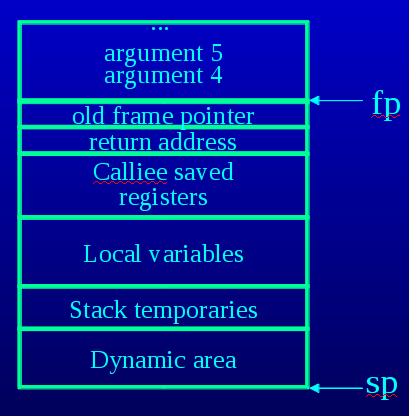 ...
argument 5
argument 4
fp
old frame pointer
return address
Calliee saved
registers
Local variables
Stack temporaries
Dynamic area
sp